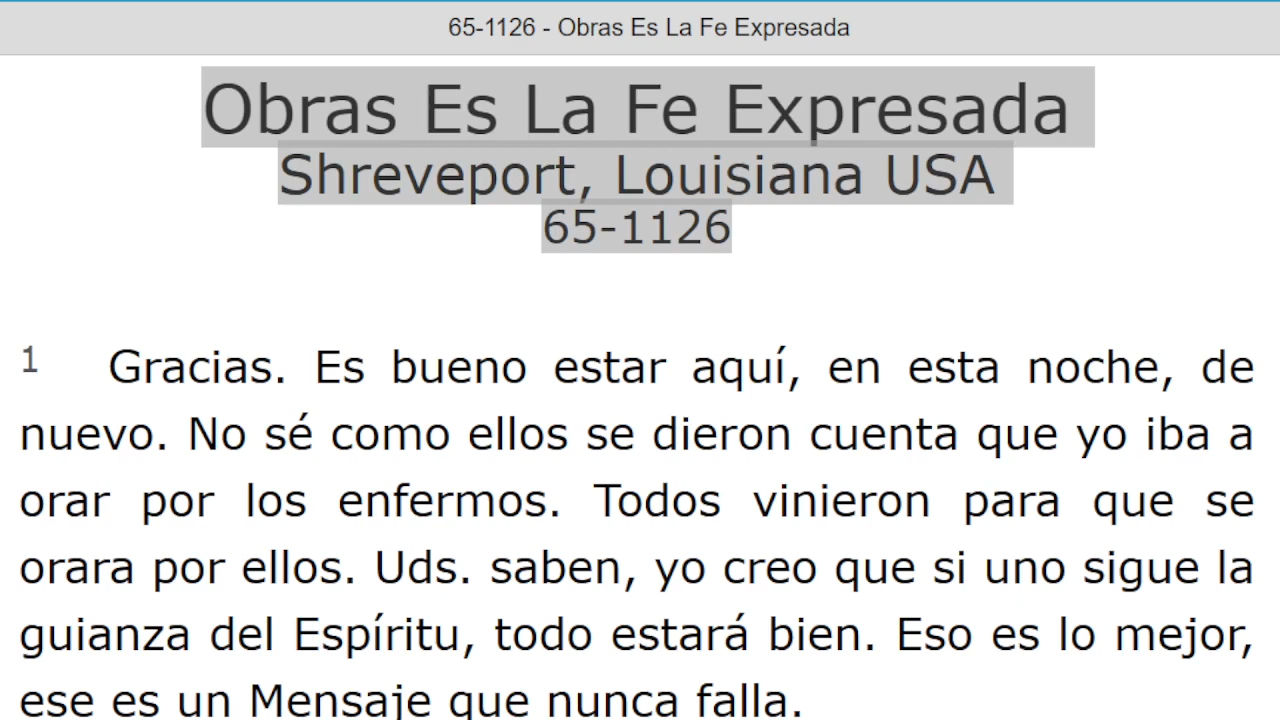 65-1126 - Obras Es La Fe Expresada
Obras Es La Fe Expresada
Shreveport, Louisiana USA
65-1126
1 Gracias. Es bueno estar aquí, en esta noche, de
nuevo. No sé como ellos se dieron cuenta que yo iba a
orar por los enfermos. Todos vinieron para que se
orara por ellos. Uds. saben, yo creo que si uno sigue la
guianza del Espíritu, todo estará bien. Eso es lo mejor,
ese es un Mensaje que nunca falla.